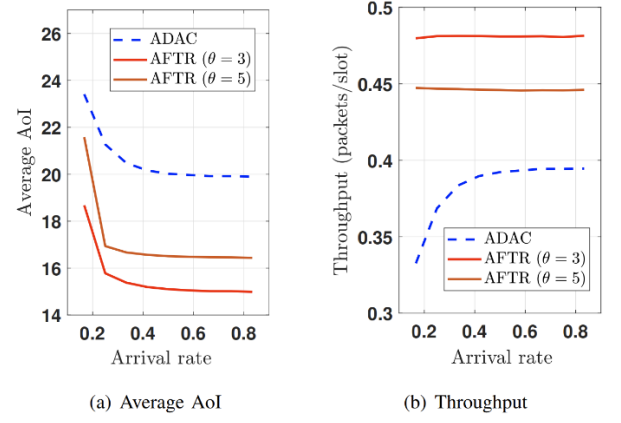 26
24
22
20
18
16
14
Average AoI
0.2 0.4 0.6 0.8
Arrival rate
ADAC
AFTR (θ = 3)
AFTR (θ = 5)
(a) Average AoI
0.5
0.45
0.4
0.35
0.3
Throughput (packets/slot)
0.2 0.4 0.6 0.8
Arrival rate
ADAC
AFTR (θ = 3)
AFTR (θ = 5)
(b) Throughput